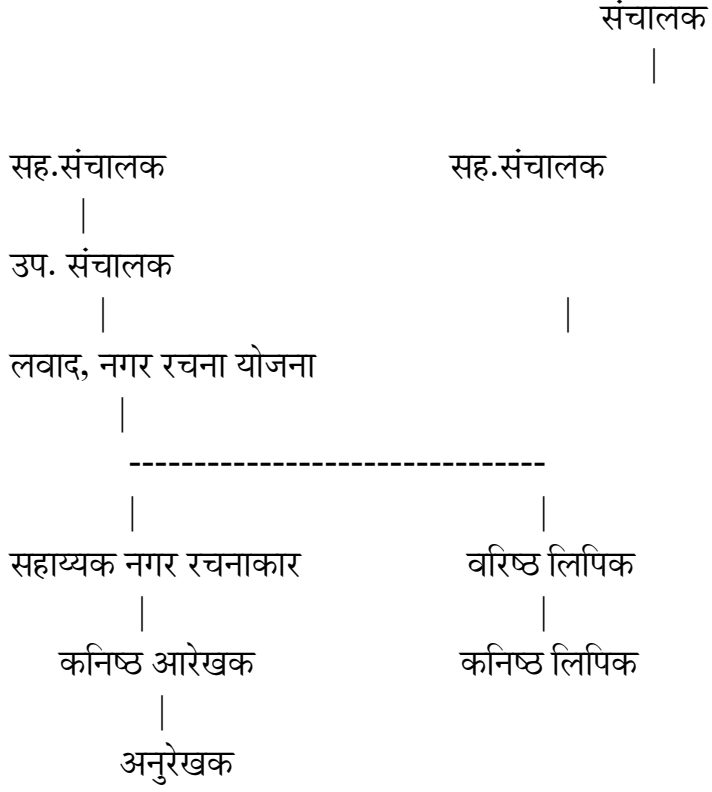 संचालक
सह.संचालक सह.संचालक
उप. संचालक
लवाद, नगर रचना योजना
सहाय्यक नगर रचनाकार वरिष्ठ लिपिक
कनिष्ठ आरेखक कनिष्ठ लिपिक
अनुरेखक